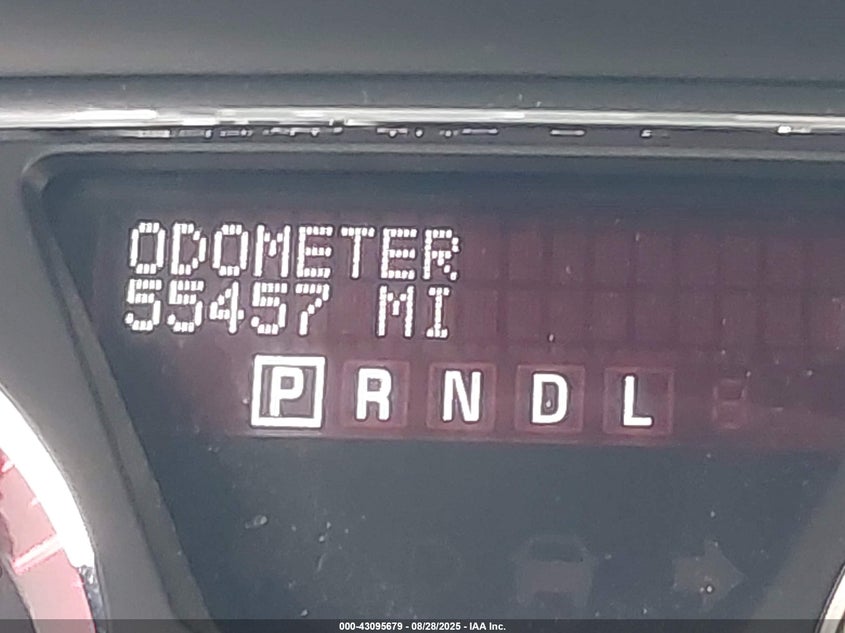 ODOMETER
55457 MI
P R N D L
000-43095679 - 08/28/2025 - IAA Inc.